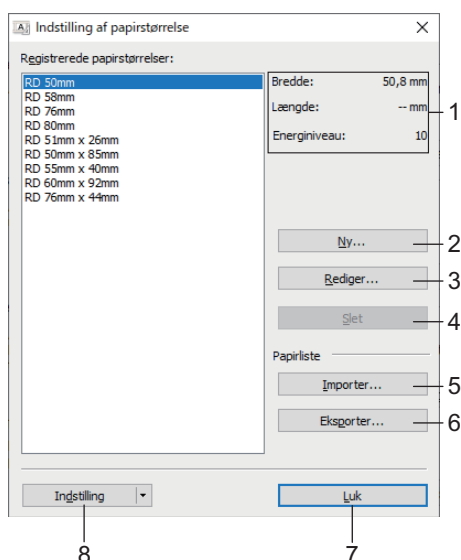 Indstilling af papirstørrelse
Registrerede papirstørrelser:
RD 50mm
RD 58mm
RD 76mm
RD 80mm
RD 51mm x 26mm
RD 50mm x 85mm
RD 55mm x 40mm
RD 60mm x 92mm
RD 76mm x 44mm
Bredde: 50,8 mm
Længde: -- mm
Energiniveau: 10
1
Ny... 2
Rediger... 3
Slet 4
Papirliste
Importer... 5
Eksporter... 6
Indstilling
Luk
8
7